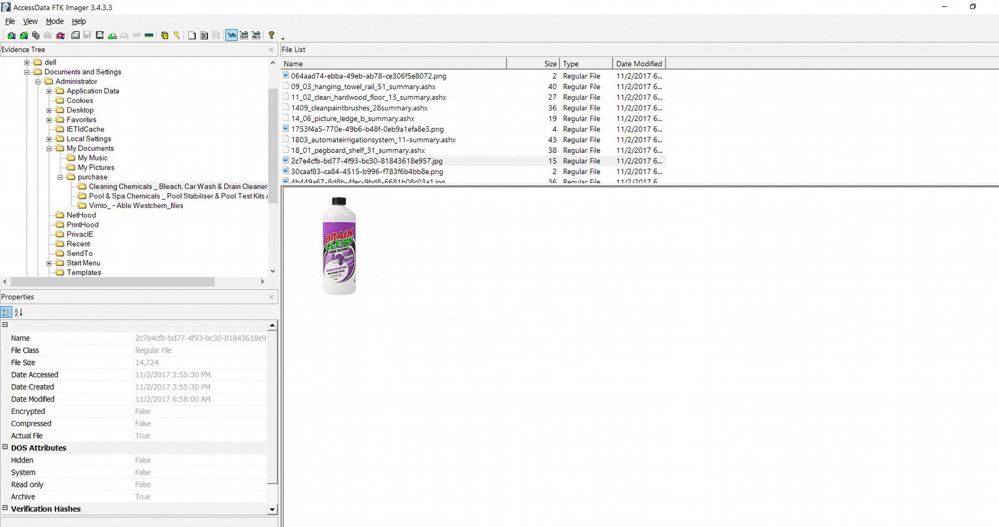 AccessData FTK Imager 3.4.3.3
File View Mode Help
TEXT HEX ?
Evidence Tree
dell
Documents and Settings
Administrator
Application Data
Cookies
Desktop
Favorites
IETldCache
Local Settings
My Documents
My Music
My Pictures
purchase
Cleaning Chemicals _ Bleach, Car Wash & Drain Cleaner
Pool & Spa Chemicals _ Pool Stabiliser & Pool Test Kits
Vimto_ - Able Westchem_files
NetHood
PrintHood
PrivacIE
Recent
SendTo
Start Menu
Templates
Properties
Name 2c7e4cfb-bd77-4f93-bc30-81843618e9
File Class Regular File
File Size 14,724
Date Accessed 11/2/2017 3:55:30 PM
Date Created 11/2/2017 3:55:30 PM
Date Modified 11/2/2017 6:58:00 AM
Encrypted False
Compressed False
Actual File True
DOS Attributes
Hidden False
System False
Read only False
Archive True
Verification Hashes
File List
Name Size Type Date Modified
064aad74-ebba-49eb-ab78-ce306f5e8072.png 2 Regular File 11/2/2017 6...
09_03_hanging_towel_rail_51_summary.ashx 40 Regular File 11/2/2017 6...
11_02_clean_hardwood_floor_13_summary.ashx 27 Regular File 11/2/2017 6...
1409_cleanpaintbrushes_28summary.ashx 36 Regular File 11/2/2017 6...
14_06_picture_ledge_b_summary.ashx 19 Regular File 11/2/2017 6...
1753f4a5-770e-49b6-b48f-0eb9a1efa8e3.png 4 Regular File 11/2/2017 6...
1803_automateirrigationsystem_11-summary.ashx 43 Regular File 11/2/2017 6...
18_01_pegboard_shelf_31_summary.ashx 38 Regular File 11/2/2017 6...
2c7e4cfb-bd77-4f93-bc30-81843618e957.jpg 15 Regular File 11/2/2017 6...
30caaf83-ca84-4515-b996-f783f6b4bb8e.png 2 Regular File 11/2/2017 6...
4b449a67-8d8b-4fec-9bd8-6681b08c03a1.jpg 36 Regular File 11/2/2017 6...
DRAIN
CLEAN
Liquid Enzymes